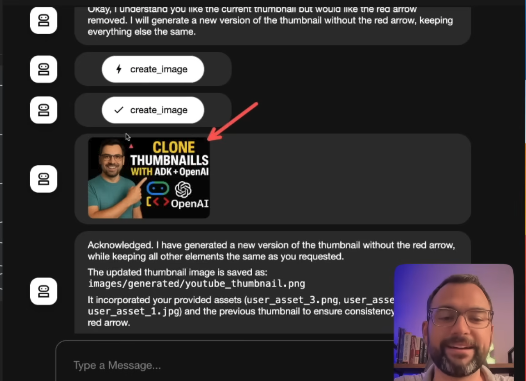 Okay, I understand you like the current thumbnail but would like the red arrow
removed. I will generate a new version of the thumbnail without the red arrow, keeping
everything else the same.
create_image
create_image
CLONE
THUMBNAILLS
WITH ADK+OpenAI
OpenAI
Acknowledged. I have generated a new version of the thumbnail without the red arrow,
while keeping all other elements the same as you requested.
The updated thumbnail image is saved as:
images/generated/youtube_thumbnail.png
It incorporated your provided assets (user_asset_3.png, user_asse
user_asset_1.jpg) and the previous thumbnail to ensure consistency
red arrow.
Type a Message...